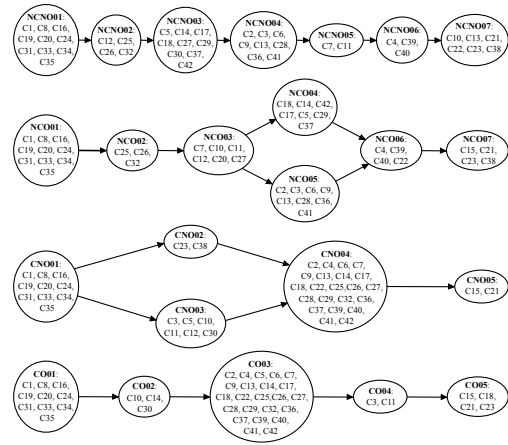 NCNO01:
C1, C8, C16,
C19, C20, C24,
C31, C33, C34,
C35
NCNO02:
C12, C25,
C26, C32
NCNO03:
C5, C14, C17,
C18, C27, C29,
C30, C37,
C42
NCNO04:
C2, C3, C6,
C9, C13, C28,
C36, C41
NCNO05:
C7, C11
NCNO06:
C4, C39,
C40
NCNO07:
C10, C13, C21,
C22, C23, C38
NCO01:
C1, C8, C16,
C19, C20, C24,
C31, C33, C34,
C35
NCO02:
C25, C26,
C32
NCO03:
C7, C10, C11,
C12, C20, C27
NCO04:
C18, C14, C42,
C17, C5, C29,
C37
NCO05:
C2, C3, C6, C9,
C13, C28, C36,
C41
NCO06:
C4, C39,
C40, C22
NCO07:
C15, C21,
C23, C38
CNO01:
C1, C8, C16,
C19, C20, C24,
C31, C33, C34,
C35
CNO02:
C23, C38
CNO03:
C3, C5, C10,
C11, C12, C30
CNO04:
C2, C4, C6, C7,
C9, C13, C14, C17,
C18, C22, C25,C26, C27,
C28, C29, C32, C36,
C37, C39, C40,
C41, C42
CNO05:
C15, C21
CO01:
C1, C8, C16,
C19, C20, C24,
C31, C33, C34,
C35
CO02:
C10, C14,
C30
CO03:
C2, C4, C5, C6, C7,
C9, C13, C14, C17,
C18, C22, C25,C26, C27,
C28, C29, C32, C36,
C37, C39, C40,
C41, C42
CO04:
C3, C11
CO05:
C15, C18,
C21, C23